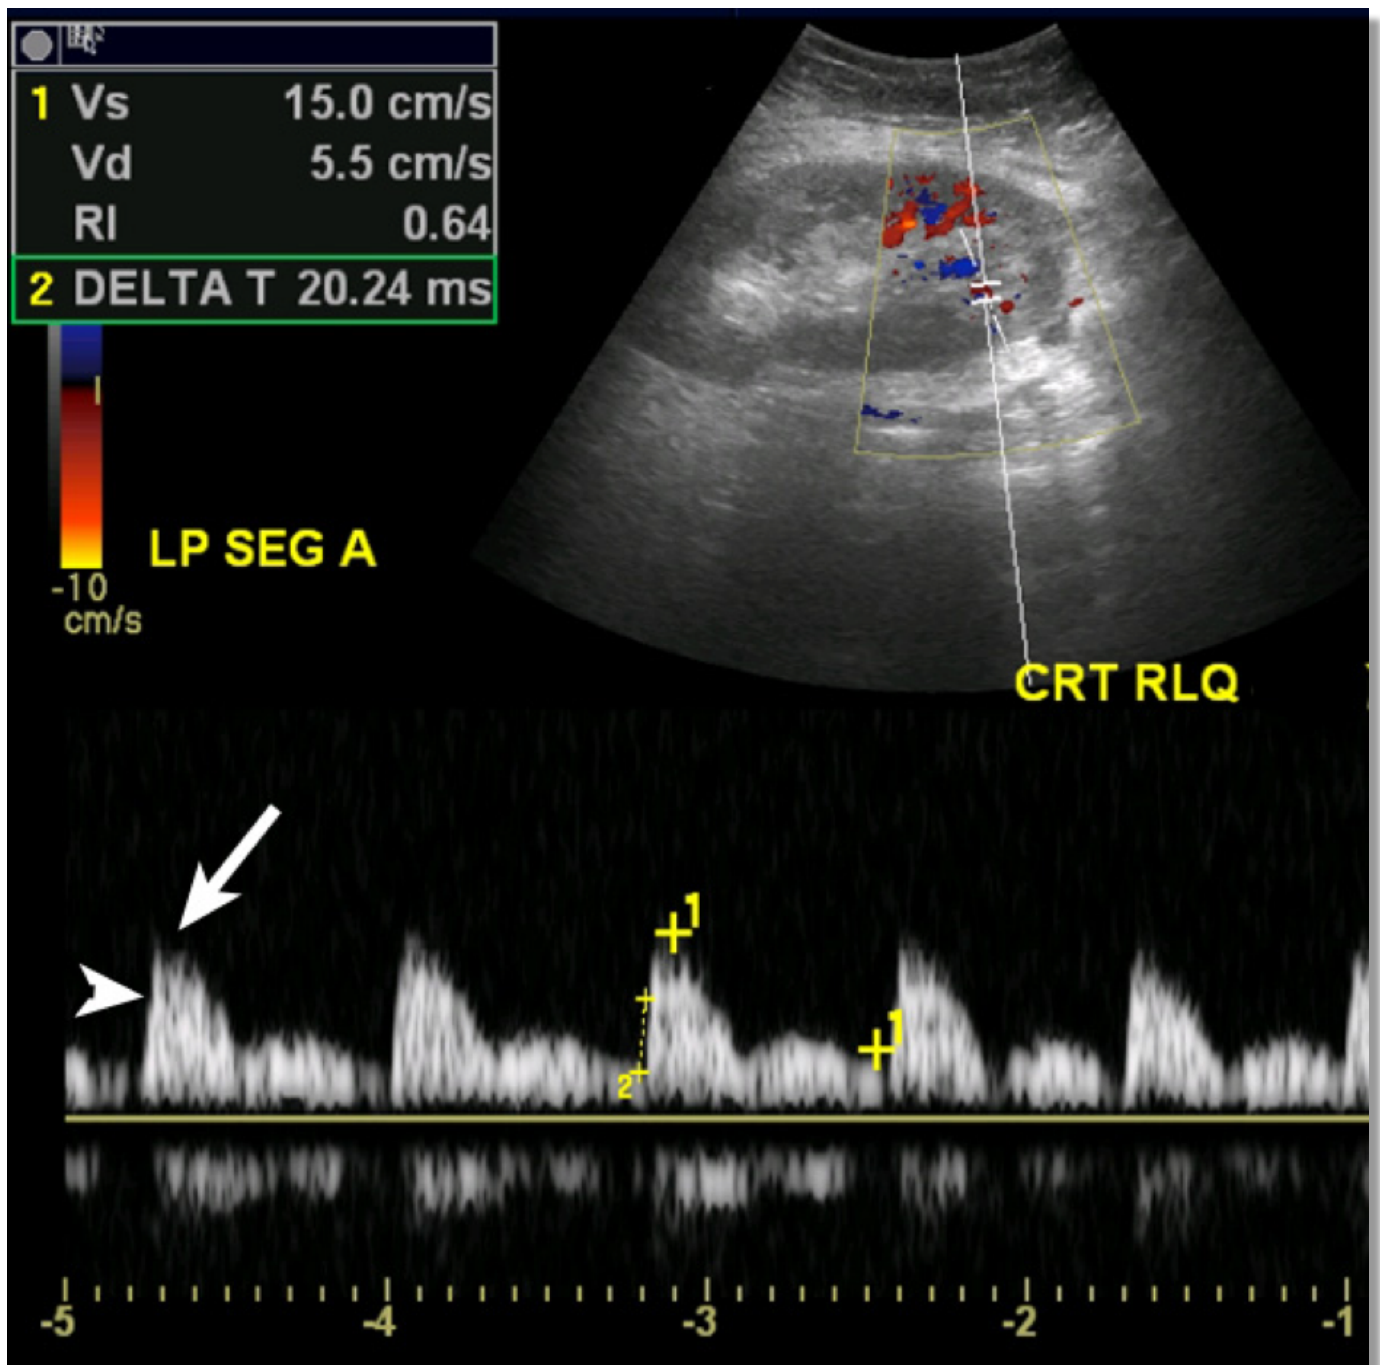 1 Vs 15.0 cm/s
Vd 5.5 cm/s
RI 0.64
2 DELTA T 20.24 ms
-10
cm/s
LP SEG A
CRT RLQ
1
1
2
-5 -4 -3 -2 -1